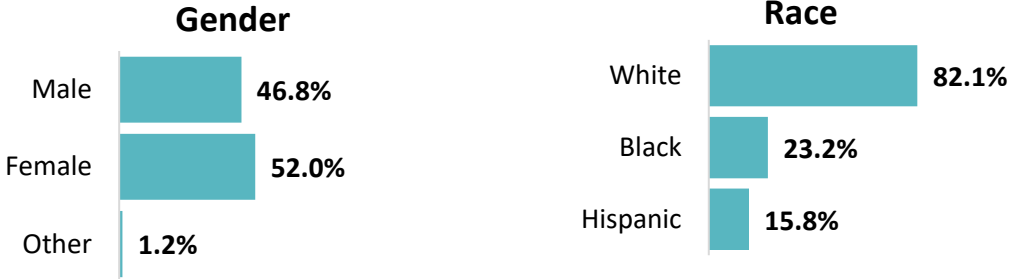 Gender
Male 46.8%
Female 52.0%
Other 1.2%
Race
White 82.1%
Black 23.2%
Hispanic 15.8%